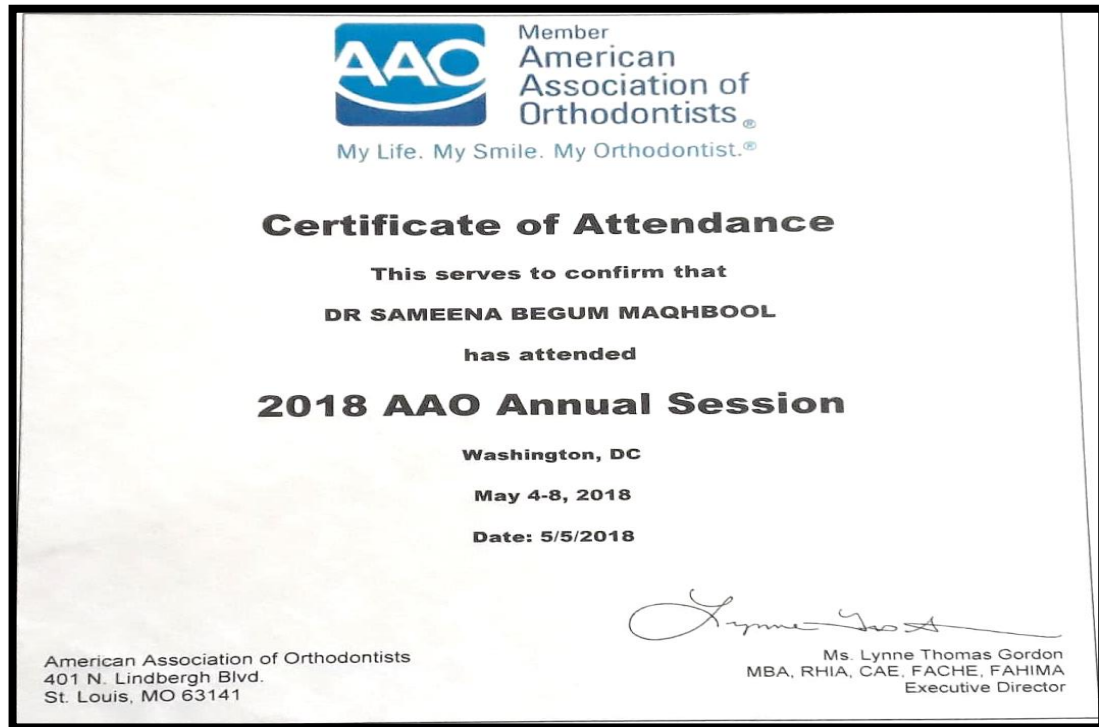 AAO
Member
American
Association of
Orthodontists®
My Life. My Smile. My Orthodontist.®
Certificate of Attendance
This serves to confirm that
DR SAMEENA BEGUM MAQHBOOL
has attended
2018 AAO Annual Session
Washington, DC
May 4-8, 2018
Date: 5/5/2018
Ms. Lynne Thomas Gordon
MBA, RHIA, CAE, FACHE, FAHIMA
Executive Director
American Association of Orthodontists
401 N. Lindbergh Blvd.
St. Louis, MO 63141